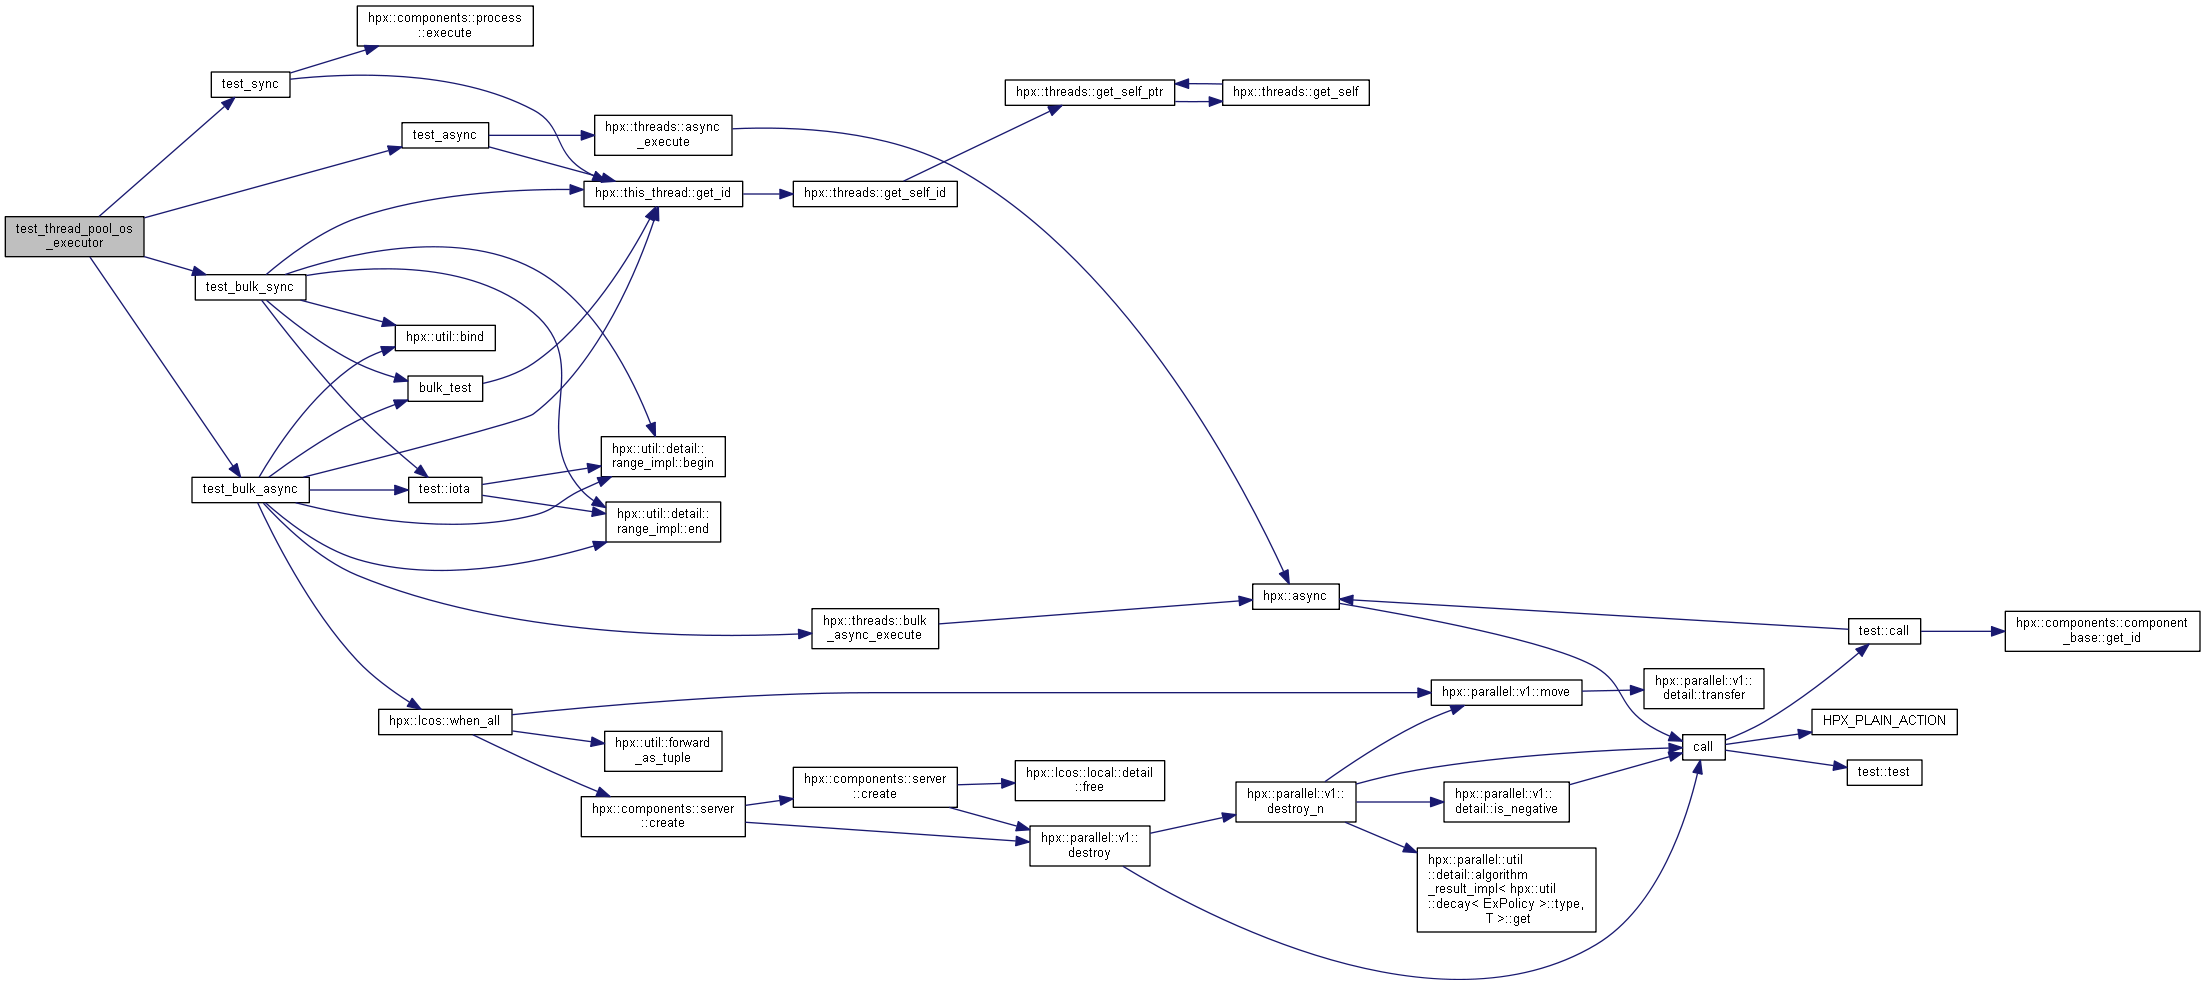 hpx::components::process
::execute
test_sync
hpx::threads::get_self_ptr
hpx::threads::get_self
test_async
hpx::threads::async
_execute
hpx::this_thread::get_id
hpx::threads::get_self_id
test_thread_pool_os
_executor
test_bulk_sync
hpx::util::bind
bulk_test
hpx::util::detail::
range_impl::begin
test_bulk_async
test::iota
hpx::util::detail::
range_impl::end
hpx::async
hpx::threads::bulk
_async_execute
test::call
hpx::components::component
_base::get_id
hpx::parallel::v1::move
hpx::parallel::v1::
detail::transfer
hpx::lcos::when_all
HPX_PLAIN_ACTION
hpx::util::forward
_as_tuple
call
test::test
hpx::components::server
::create
hpx::lcos::local::detail
::free
hpx::components::server
::create
hpx::parallel::v1::
destroy_n
hpx::parallel::v1::
detail::is_negative
hpx::parallel::v1::
destroy
hpx::parallel::util
::detail::algorithm
_result_impl< hpx::util
::decay< ExPolicy >::type,
T >::get